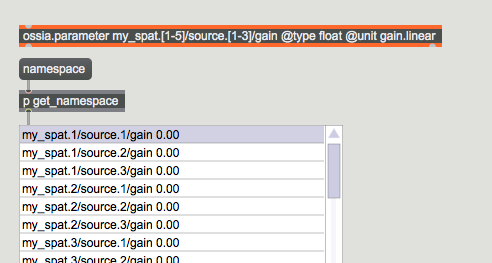 ossia.parameter my_spat.[1-5]/source.[1-3]/gain @type float @unit gain.linear
namespace
p get_namespace
my_spat.1/source.1/gain 0.00
my_spat.1/source.2/gain 0.00
my_spat.1/source.3/gain 0.00
my_spat.2/source.1/gain 0.00
my_spat.2/source.2/gain 0.00
my_spat.2/source.3/gain 0.00
my_spat.3/source.1/gain 0.00
my_spat.3/source.2/gain 0.00